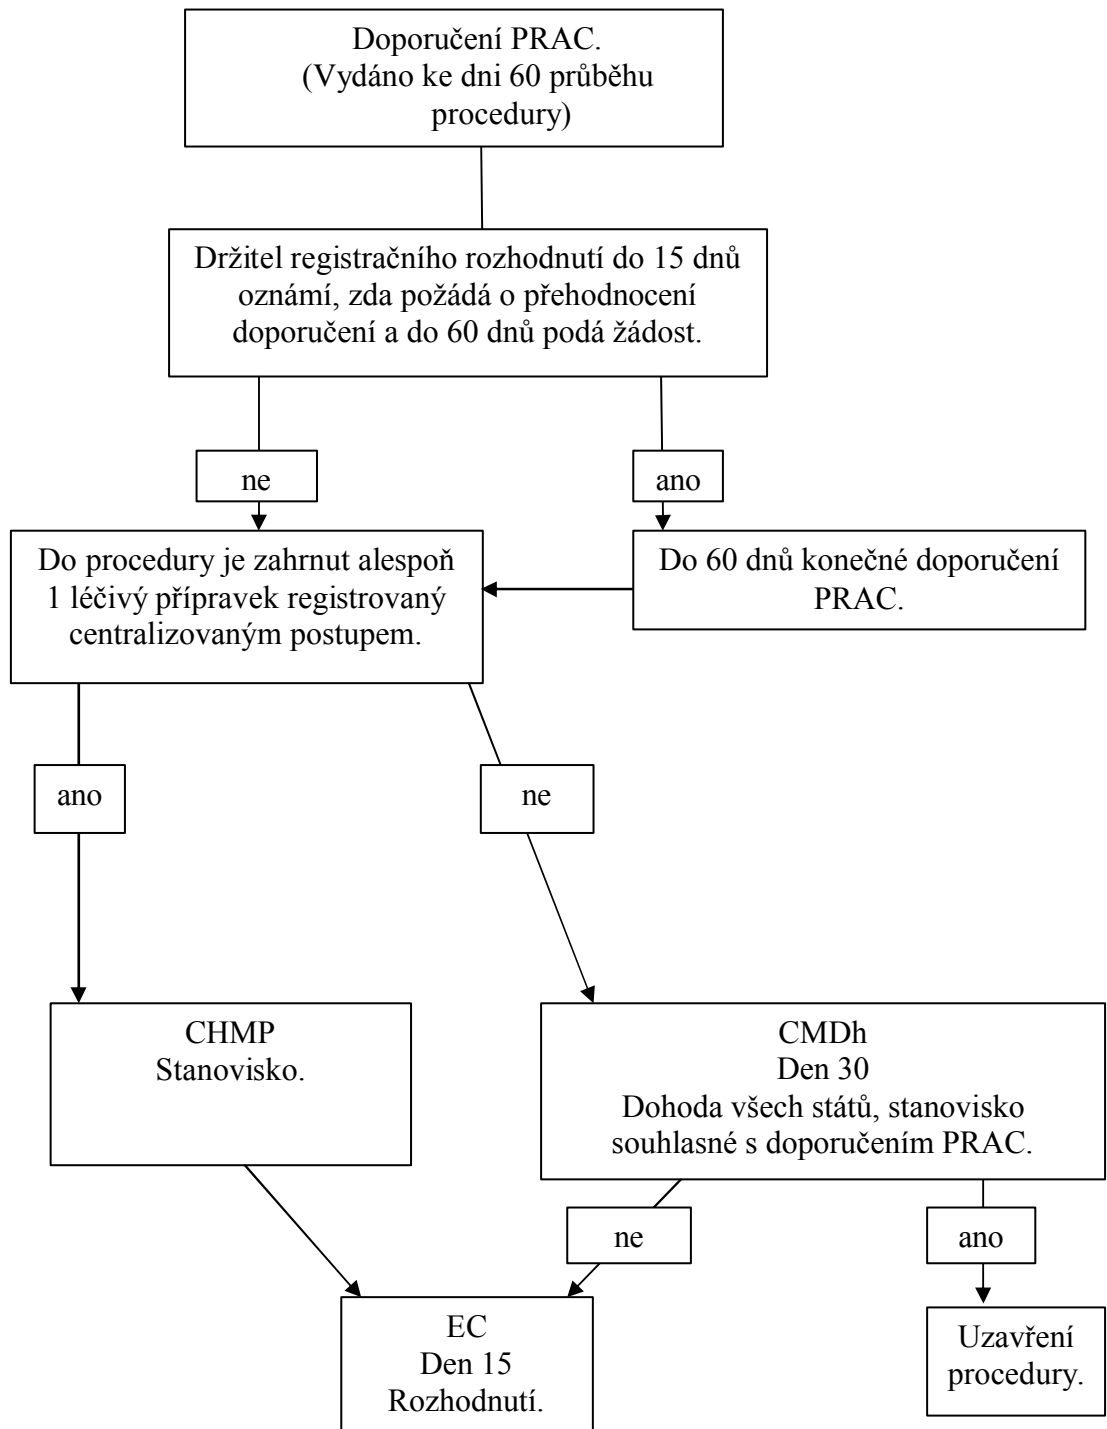 Doporučení PRAC.
(Vydáno ke dni 60 průběhu
procedury)
Držitel registračního rozhodnutí do 15 dnů
oznámí, zda požádá o přehodnocení
doporučení a do 60 dnů podá žádost.
ne
ano
Do procedury je zahrnut alespoň
1 léčivý přípravek registrovaný
centralizovaným postupem.
Do 60 dnů konečné doporučení
PRAC.
ano
ne
CHMP
Stanovisko.
CMDh
Den 30
Dohoda všech států, stanovisko
souhlasné s doporučením PRAC.
ne
ano
EC
Den 15
Rozhodnutí.
Uzavření
procedury.